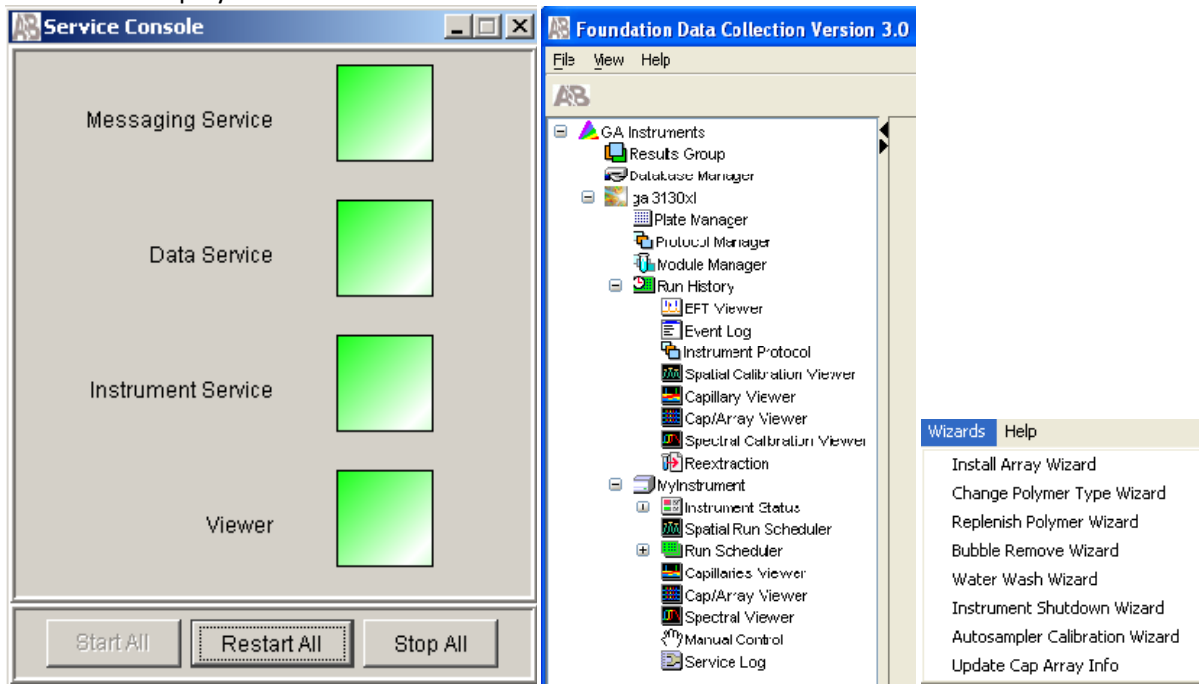 Service Console
Messaging Service
Data Service
Instrument Service
Viewer
Start All
Restart All
Stop All
Foundation Data Collection Version 3.0
File View Help
GA Instruments
Results Group
Database Manager
ga 3130xl
Plate Manager
Protocol Manager
Module Manager
Run History
EPT Viewer
Event Log
Instrument Protocol
Spatial Calibration Viewer
Capillary Viewer
Cap/Array Viewer
Spectral Calibration Viewer
Reextraction
MyInstrument
Instrument Status
Spatial Run Scheduler
Run Scheduler
Capillaries Viewer
Cap/Array Viewer
Spectral Viewer
Manual Control
Service Log
Wizards Help
Install Array Wizard
Change Polymer Type Wizard
Replenish Polymer Wizard
Bubble Remove Wizard
Water Wash Wizard
Instrument Shutdown Wizard
Autosampler Calibration Wizard
Update Cap Array Info